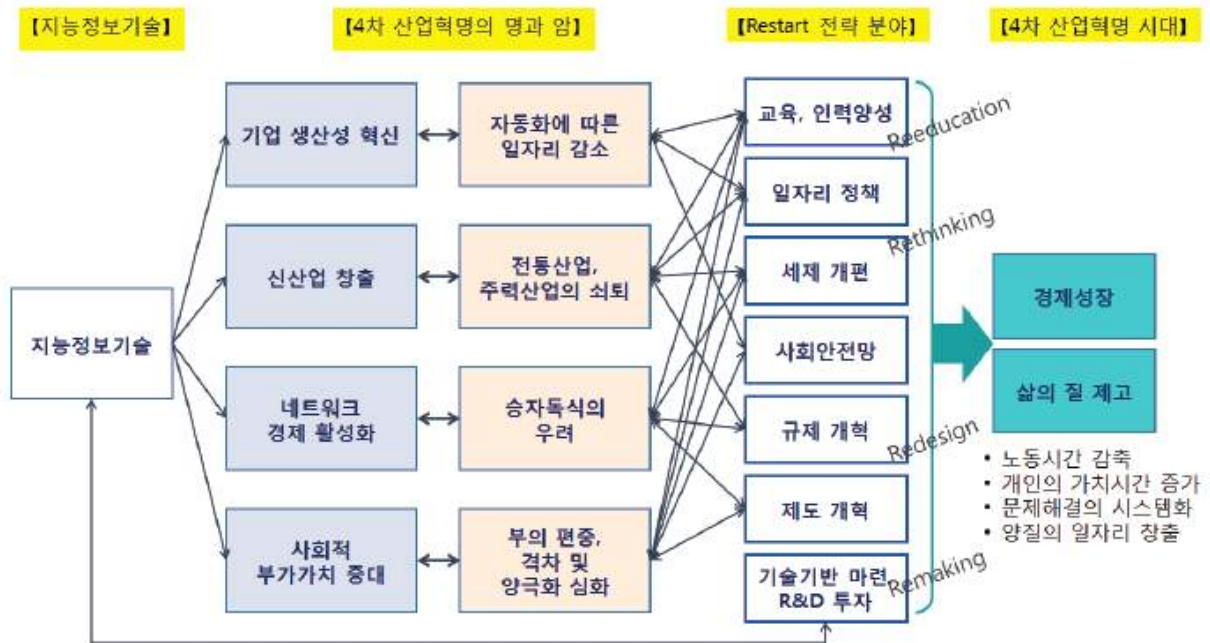 【지능정보기술】
【4차 산업혁명의 명과 암】
【Restart 전략 분야】
【4차 산업혁명 시대】
지능정보기술
기업 생산성 혁신
신산업 창출
네트워크
경제 활성화
사회적
부가가치 증대
자동화에 따른
일자리 감소
전통산업,
주력산업의 쇠퇴
승자독식의
우려
부의 편중,
격차 및
양극화 심화
교육, 인력양성
일자리 정책
세제 개편
사회안전망
규제 개혁
제도 개혁
기술기반 마련,
R&D 투자
Reeducation
Rethinking
Redesign
Remaking
경제성장
삶의 질 제고
• 노동시간 감축
• 개인의 가치시간 증가
• 문제해결의 시스템화
• 양질의 일자리 창출